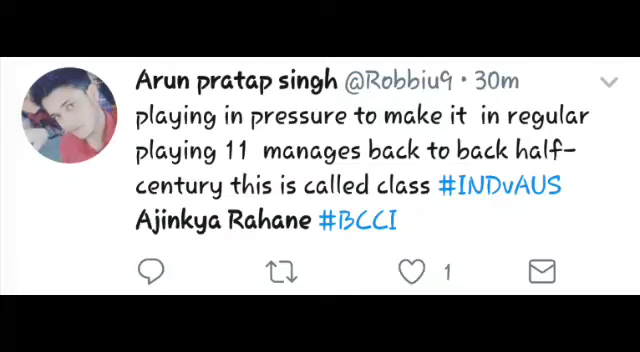 Arun pratap singh @Robbiu9 · 30m
playing in pressure to make it in regular
playing 11 manages back to back half-
century this is called class #INDvAUS
Ajinkya Rahane #BCCI
1